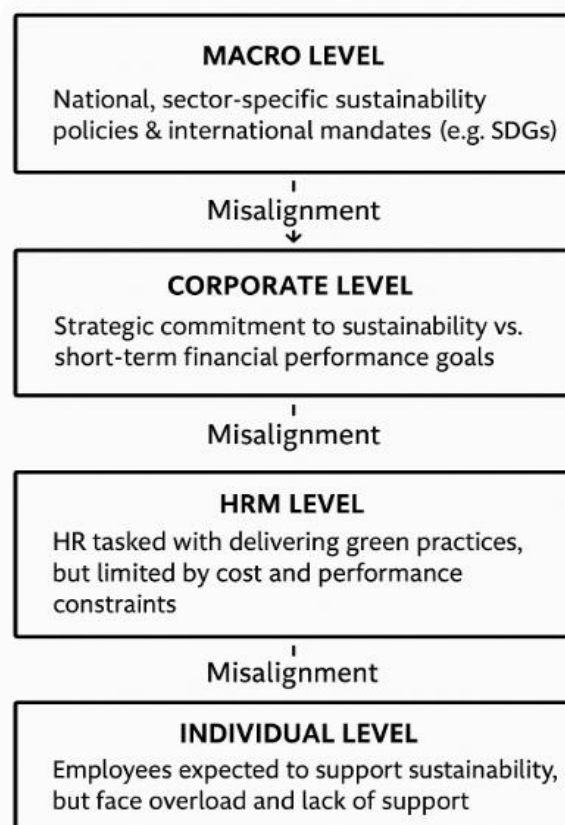 MACRO LEVEL
National, sector-specific sustainability
policies & international mandates (e.g. SDGs)
Misalignment
CORPORATE LEVEL
Strategic commitment to sustainability vs.
short-term financial performance goals
Misalignment
HRM LEVEL
HR tasked with delivering green practices,
but limited by cost and performance
constraints
Misalignment
INDIVIDUAL LEVEL
Employees expected to support sustainability,
but face overload and lack of support